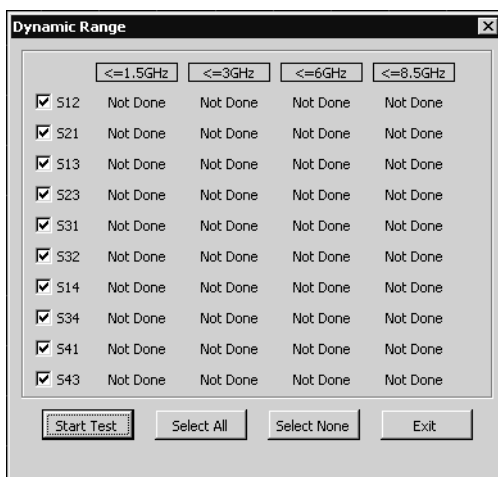 Dynamic Range
<=1.5GHz <=3GHz <=6GHz <=8.5GHz
S12 Not Done Not Done Not Done Not Done
S21 Not Done Not Done Not Done Not Done
S13 Not Done Not Done Not Done Not Done
S23 Not Done Not Done Not Done Not Done
S31 Not Done Not Done Not Done Not Done
S32 Not Done Not Done Not Done Not Done
S14 Not Done Not Done Not Done Not Done
S34 Not Done Not Done Not Done Not Done
S41 Not Done Not Done Not Done Not Done
S43 Not Done Not Done Not Done Not Done
Start Test Select All Select None Exit